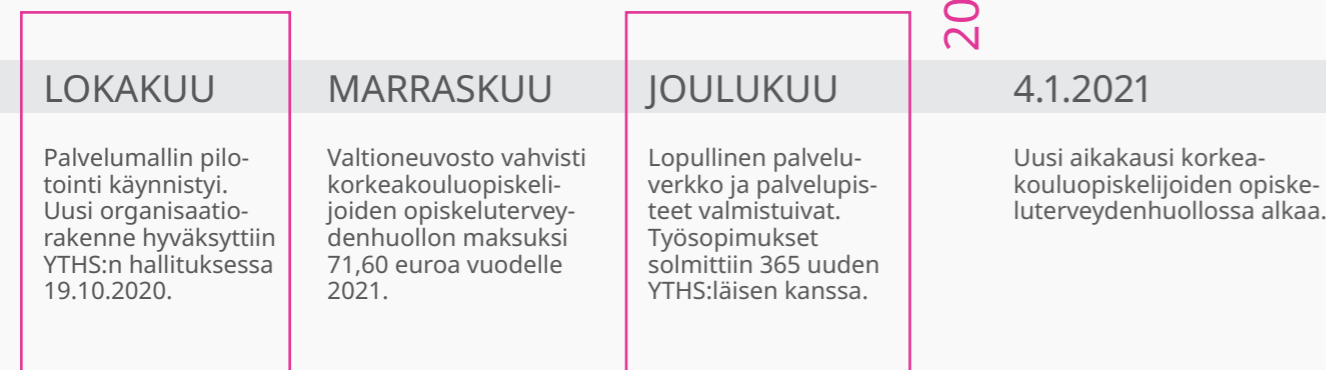 20
LOKAKUU
Palvelumallin pilo-
tointi käynnistyi.
Uusi organisaatio-
rakenne hyväksyttiin
YTHS:n hallituksessa
19.10.2020.
MARRASKUU
Valtioneuvosto vahvisti
korkeakouluopiskeli-
joiden opiskelutervey-
denhuollon maksuksi
71,60 euroa vuodelle
2021.
JOULUKUU
Lopullinen palvelu-
verkko ja palvelupis-
teet valmistuivat.
Työsopimukset
solmittiin 365 uuden
YTHS:läisen kanssa.
4.1.2021
Uusi aikakausi korkea-
kouluopiskelijoiden opiske-
luterveydenhuollossa alkaa.